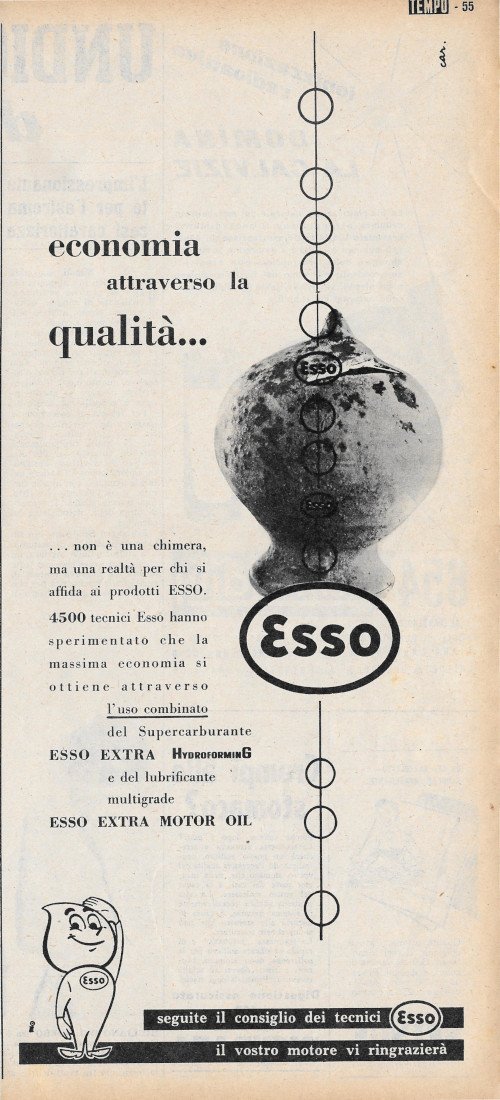 TEMPO - 55
car.
economia
attraverso la
qualità...
Esso
Esso
... non è una chimera,
ma una realtà per chi si
affida ai prodotti ESSO.
4500 tecnici Esso hanno
sperimentato che la
massima economia si
ottiene attraverso
l'uso combinato
del Supercarburante
ESSO EXTRA HYDROFORMING
e del lubrificante
multigrade
ESSO EXTRA MOTOR OIL
Esso
Esso
seguite il consiglio dei tecnici Esso
il vostro motore vi ringrazierà